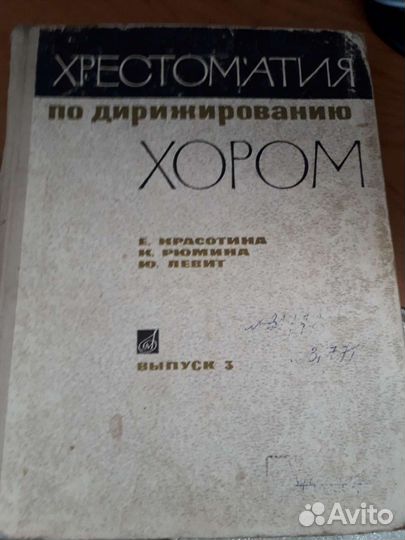 ХРЕСТОМАТИЯ
по дирижированию
ХОРОМ
Е. КРАСОТИНА
К. РЮМИНА
Ю. ЛЕВИТ
ВЫПУСК 3
Avito